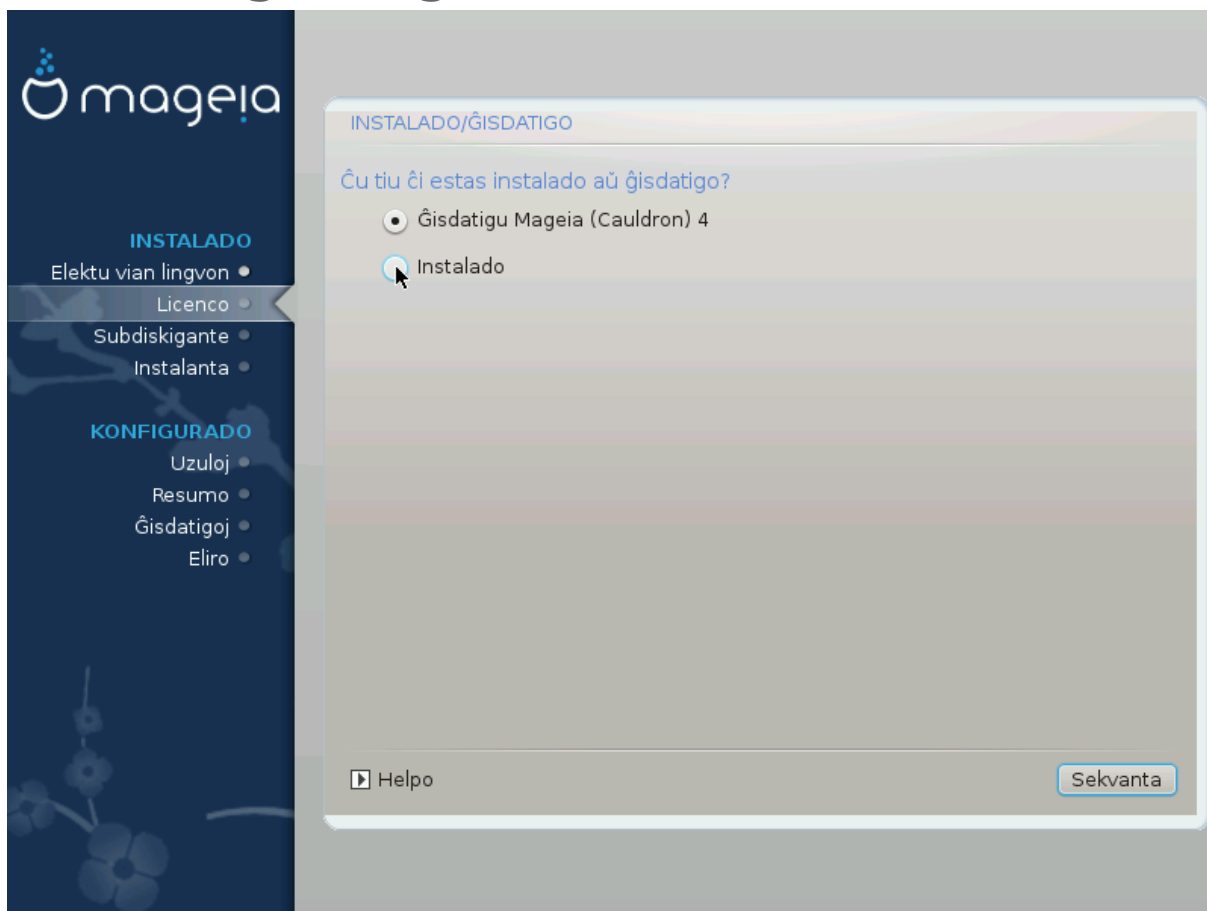 mageia
INSTALADO
Elektu vian lingvon
Licenco
Subdiskigante
Instalanta
KONFIGURADO
Uzuloj
Resumo
Ĝisdatigoj
Eliro
INSTALADO/ĜISDATIGO
Ĉu tiu ĉi estas instalado aŭ ĝisdatigo?
Ĝisdatigu Mageia (Cauldron) 4
Instalado
Helpo
Sekvanta